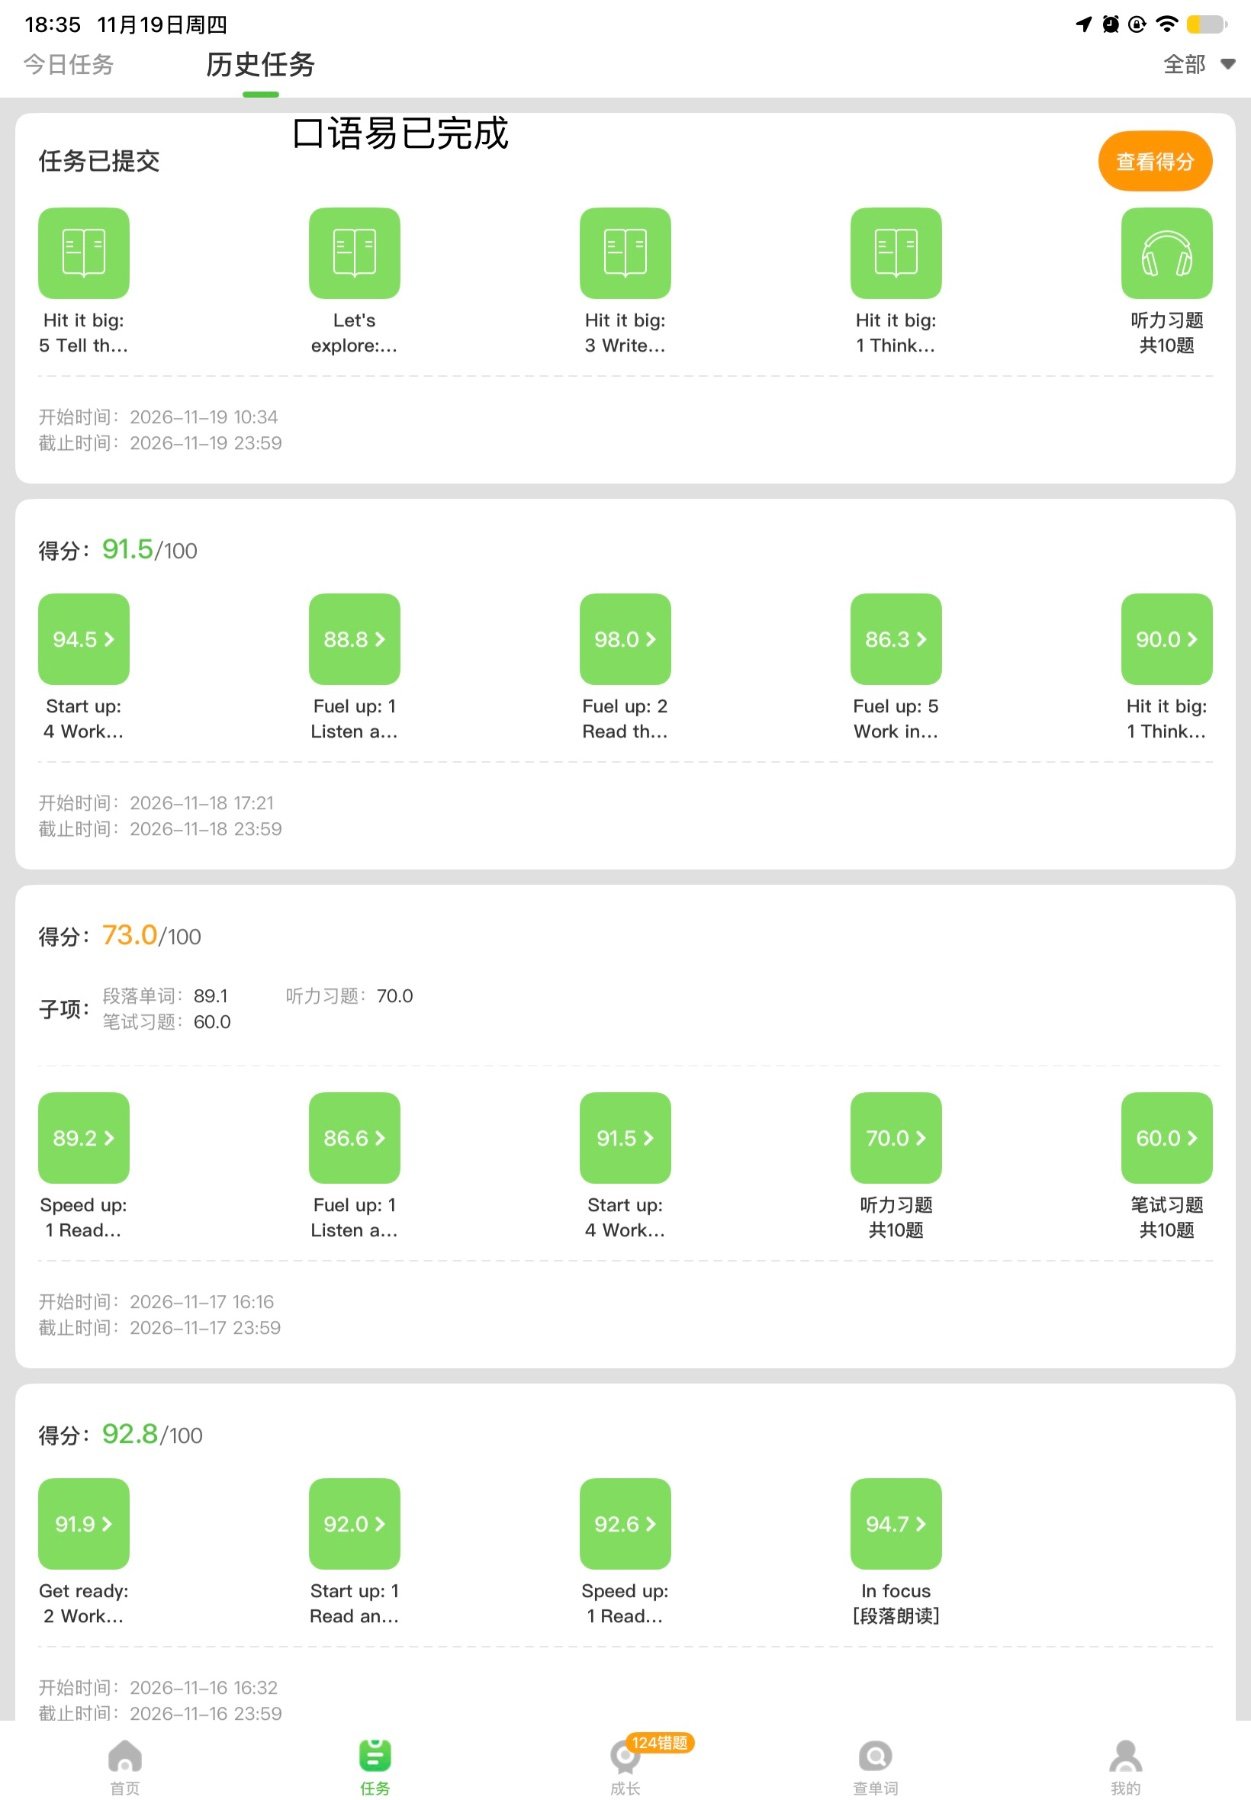 18:35 11月19日周四
今日任务 历史任务 全部
口语易已完成
任务已提交 查看得分
Hit it big: 5 Tell th...
Let's explore:...
Hit it big: 3 Write...
Hit it big: 1 Think...
听力习题 共10题
开始时间：2026-11-19 10:34
截止时间：2026-11-19 23:59
得分：91.5/100
94.5 >
88.8 >
98.0 >
86.3 >
90.0 >
Start up: 4 Work...
Fuel up: 1 Listen a...
Fuel up: 2 Read th...
Fuel up: 5 Work in...
Hit it big: 1 Think...
开始时间：2026-11-18 17:21
截止时间：2026-11-18 23:59
得分：73.0/100
子项：
段落单词：89.1 听力习题：70.0
笔试习题：60.0
89.2 >
86.6 >
91.5 >
70.0 >
60.0 >
Speed up: 1 Read...
Fuel up: 1 Listen a...
Start up: 4 Work...
听力习题 共10题
笔试习题 共10题
开始时间：2026-11-17 16:16
截止时间：2026-11-17 23:59
得分：92.8/100
91.9 >
92.0 >
92.6 >
94.7 >
Get ready: 2 Work...
Start up: 1 Read an...
Speed up: 1 Read...
In focus [段落朗读]
开始时间：2026-11-16 16:32
截止时间：2026-11-16 23:59
124错题
首页 任务 成长 查单词 我的